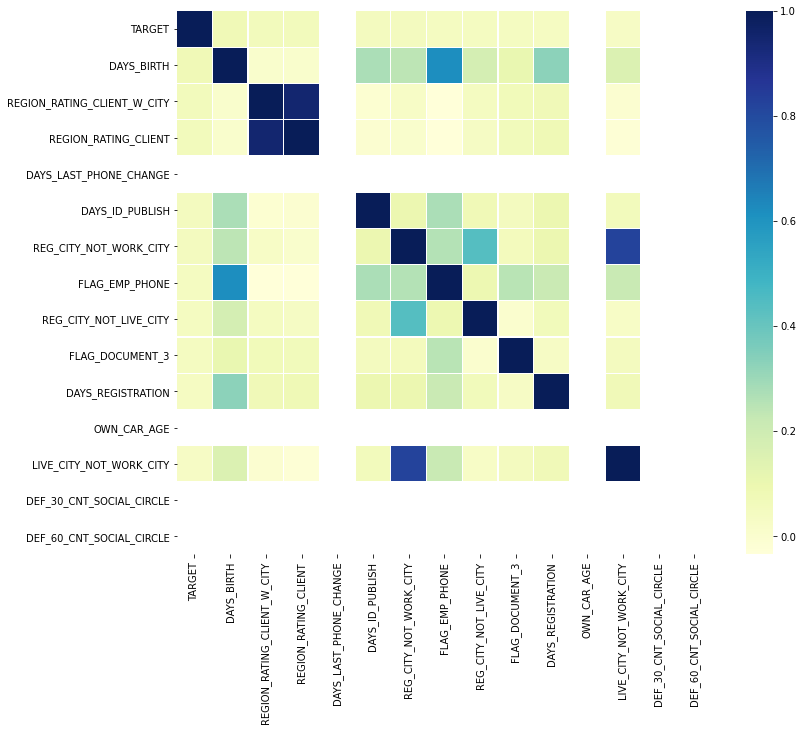 TARGET
DAYS_BIRTH
REGION_RATING_CLIENT_W_CITY
REGION_RATING_CLIENT
DAYS_LAST_PHONE_CHANGE
DAYS_ID_PUBLISH
REG_CITY_NOT_WORK_CITY
FLAG_EMP_PHONE
REG_CITY_NOT_LIVE_CITY
FLAG_DOCUMENT_3
DAYS_REGISTRATION
OWN_CAR_AGE
LIVE_CITY_NOT_WORK_CITY
DEF_30_CNT_SOCIAL_CIRCLE
DEF_60_CNT_SOCIAL_CIRCLE
TARGET
DAYS_BIRTH
REGION_RATING_CLIENT_W_CITY
REGION_RATING_CLIENT
DAYS_LAST_PHONE_CHANGE
DAYS_ID_PUBLISH
REG_CITY_NOT_WORK_CITY
FLAG_EMP_PHONE
REG_CITY_NOT_LIVE_CITY
FLAG_DOCUMENT_3
DAYS_REGISTRATION
OWN_CAR_AGE
LIVE_CITY_NOT_WORK_CITY
DEF_30_CNT_SOCIAL_CIRCLE
DEF_60_CNT_SOCIAL_CIRCLE
1.0
0.8
0.6
0.4
0.2
0.0